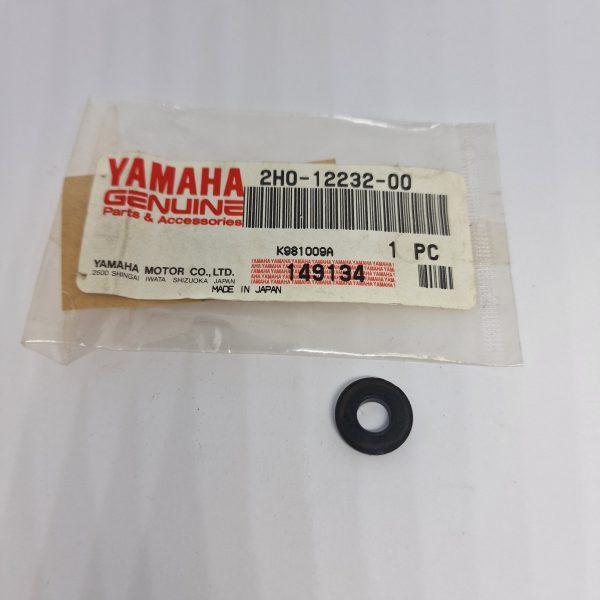 YAMAHA
GENUINE
Parts & Accessories
2H0-12232-00
K981009A
1 PC
YAMAHA MOTOR CO.,LTD.
2500 SHINGAI IWATA SHIZUOKA JAPAN
MADE IN JAPAN
149134